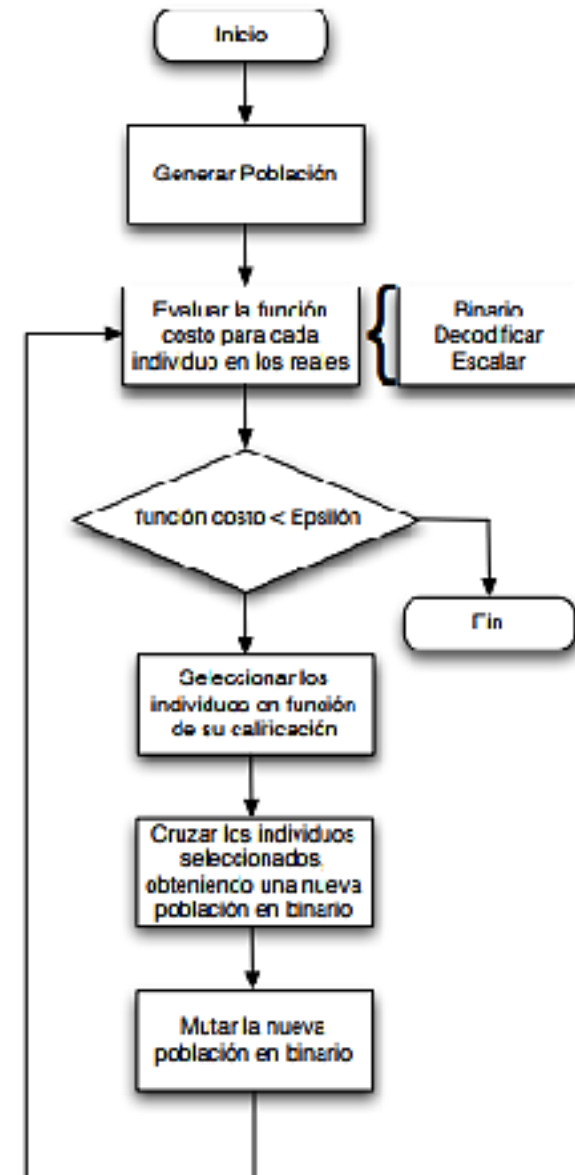 Inicio
Generar Población
Evaluar la función
costo para cada
individuo en los reales
Binario
Decodificar
Escalar
función costo < Epsilón
Fin
Seleccionar los
individuos en función
de su calificación
Cruzar los individuos
seleccionados,
obteniendo una nueva
población en binario
Mutar la nueva
población en binario